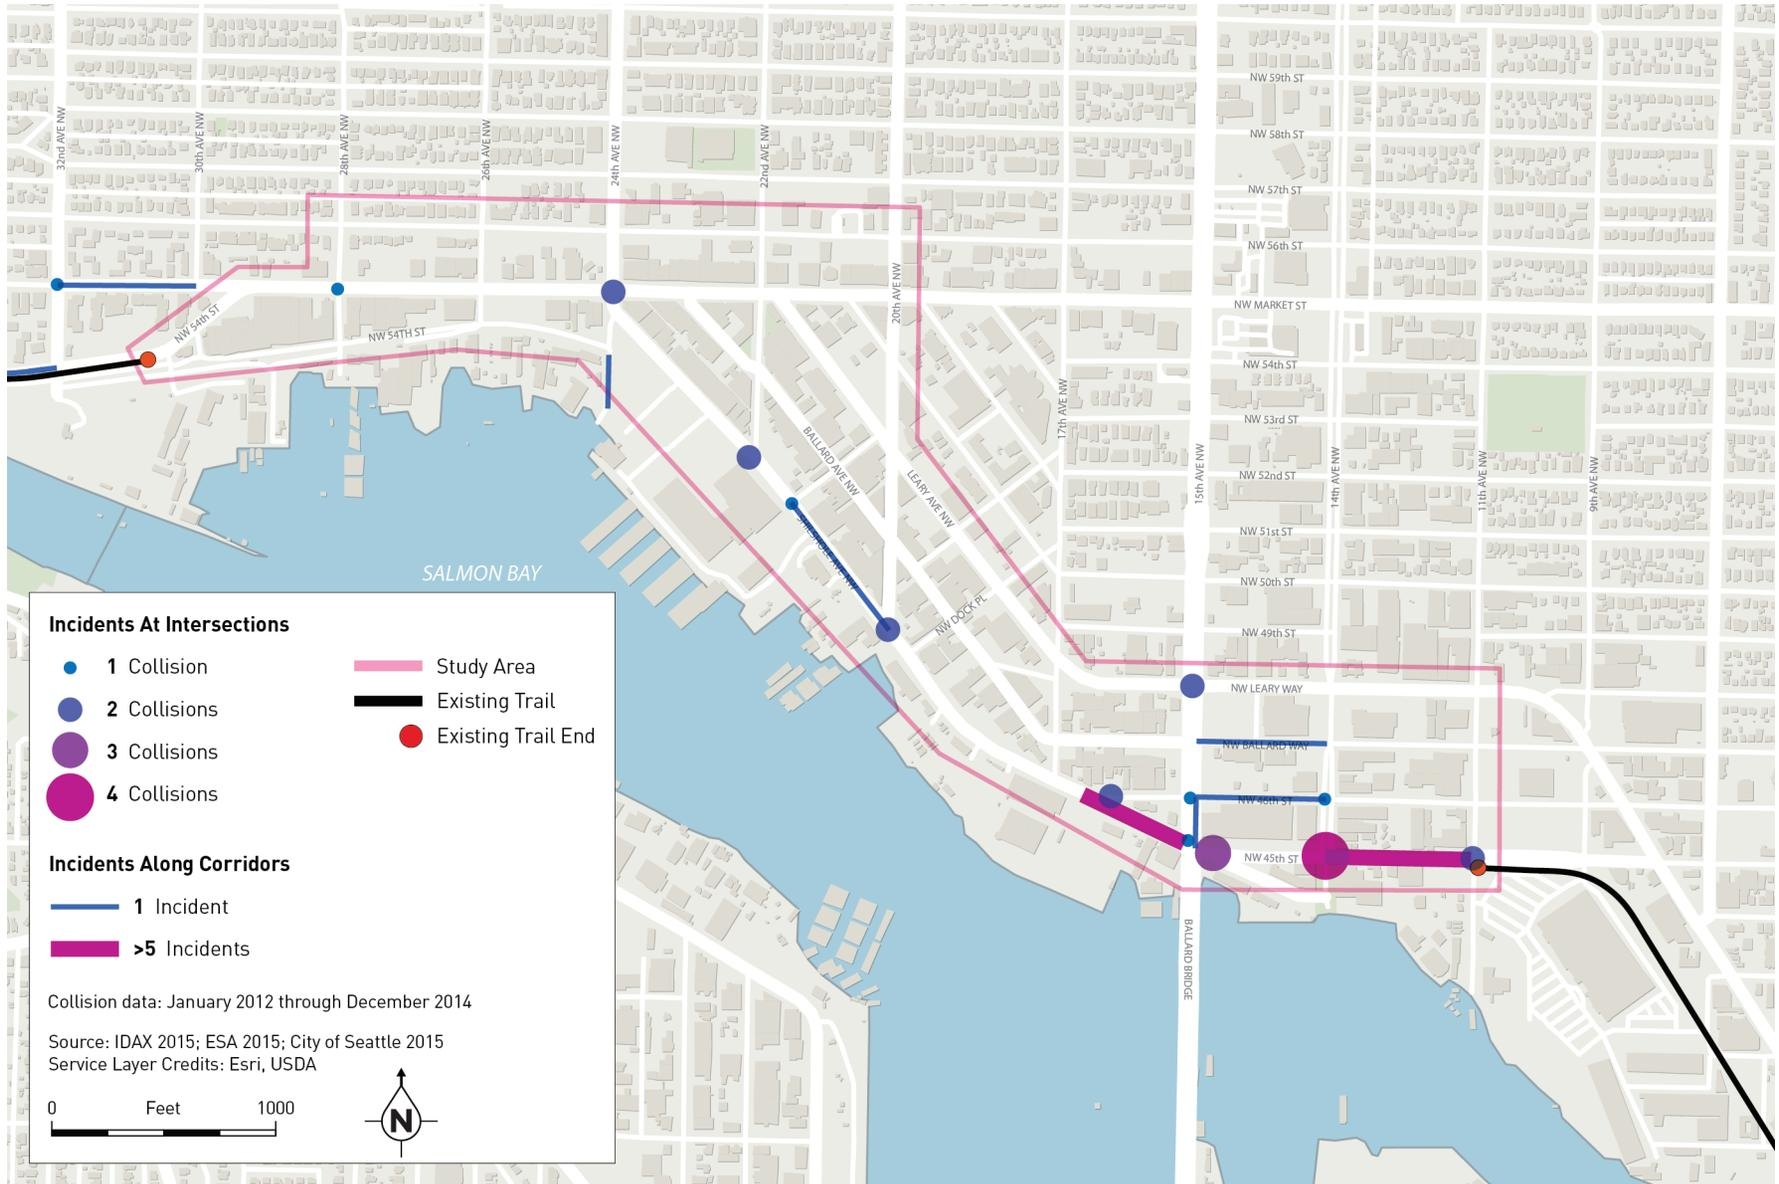 32nd AVE NW
30th AVE NW
28th AVE NW
26th AVE NW
24th AVE NW
22nd AVE NW
NW 59th ST
NW 58th ST
NW 57th ST
NW 56th ST
20th AVE NW
NW MARKET ST
NW 54th ST
NW 54TH ST
NW 54th ST
17th AVE NW
NW 53rd ST
BALLARD AVE NW
LEARY AVE NW
15th AVE NW
14th AVE NW
11th AVE NW
9th AVE NW
NW 52nd ST
SHILSHOLE AVE NW
NW 51st ST
SALMON BAY
NW 50th ST
NW DOCK PL
NW 49th ST
NW LEARY WAY
NW BALLARD WAY
NW 46th ST
NW 45th ST
BALLARD BRIDGE
Incidents At Intersections
1 Collision
2 Collisions
3 Collisions
4 Collisions
Study Area
Existing Trail
Existing Trail End
Incidents Along Corridors
1 Incident
>5 Incidents
Collision data: January 2012 through December 2014
Source: IDAX 2015; ESA 2015; City of Seattle 2015
Service Layer Credits: Esri, USDA
0 Feet 1000
N